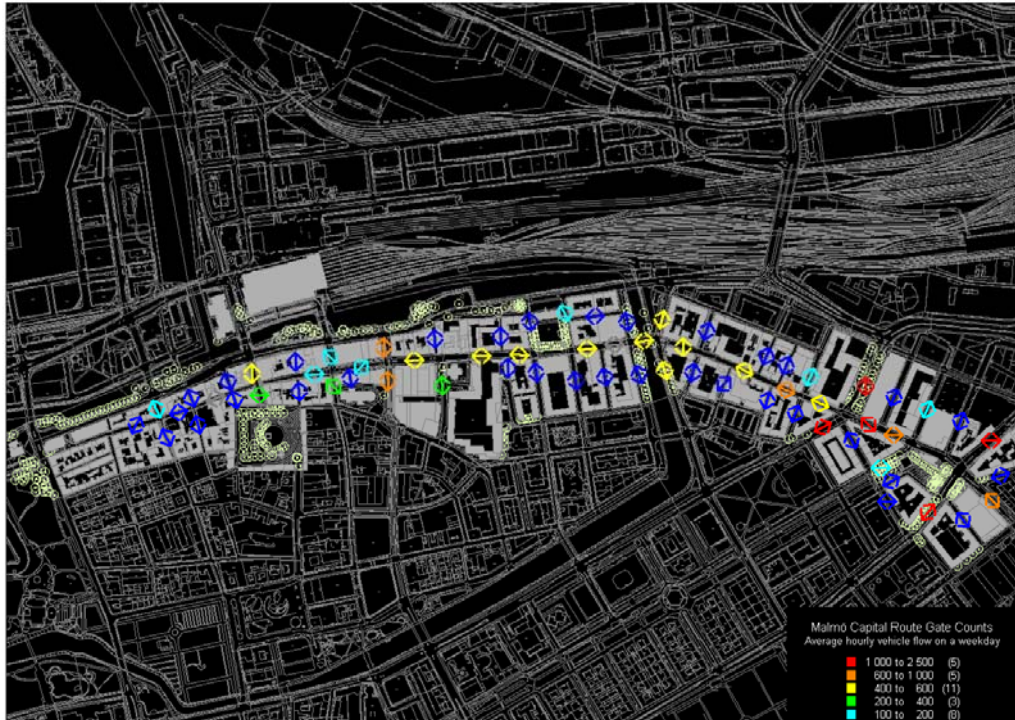 Malmö Capital Route Gate Counts
Average hourly vehicle flow on a weekday
1 000 to 2 500 (5)
600 to 1 000 (5)
400 to 600 (11)
200 to 400 (3)
100 to 200 (8)